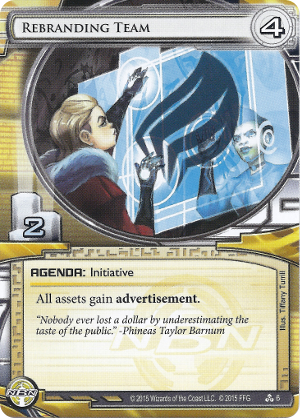 REBRANDING TEAM
4
2
AGENDA: Initiative
All assets gain advertisement.
"Nobody ever lost a dollar by underestimating the
taste of the public." -Phineas Taylor Barnum
Illus. Tiffany Turrill
NBN
© 2015 Wizards of the Coast LLC. © 2015 FFG
6